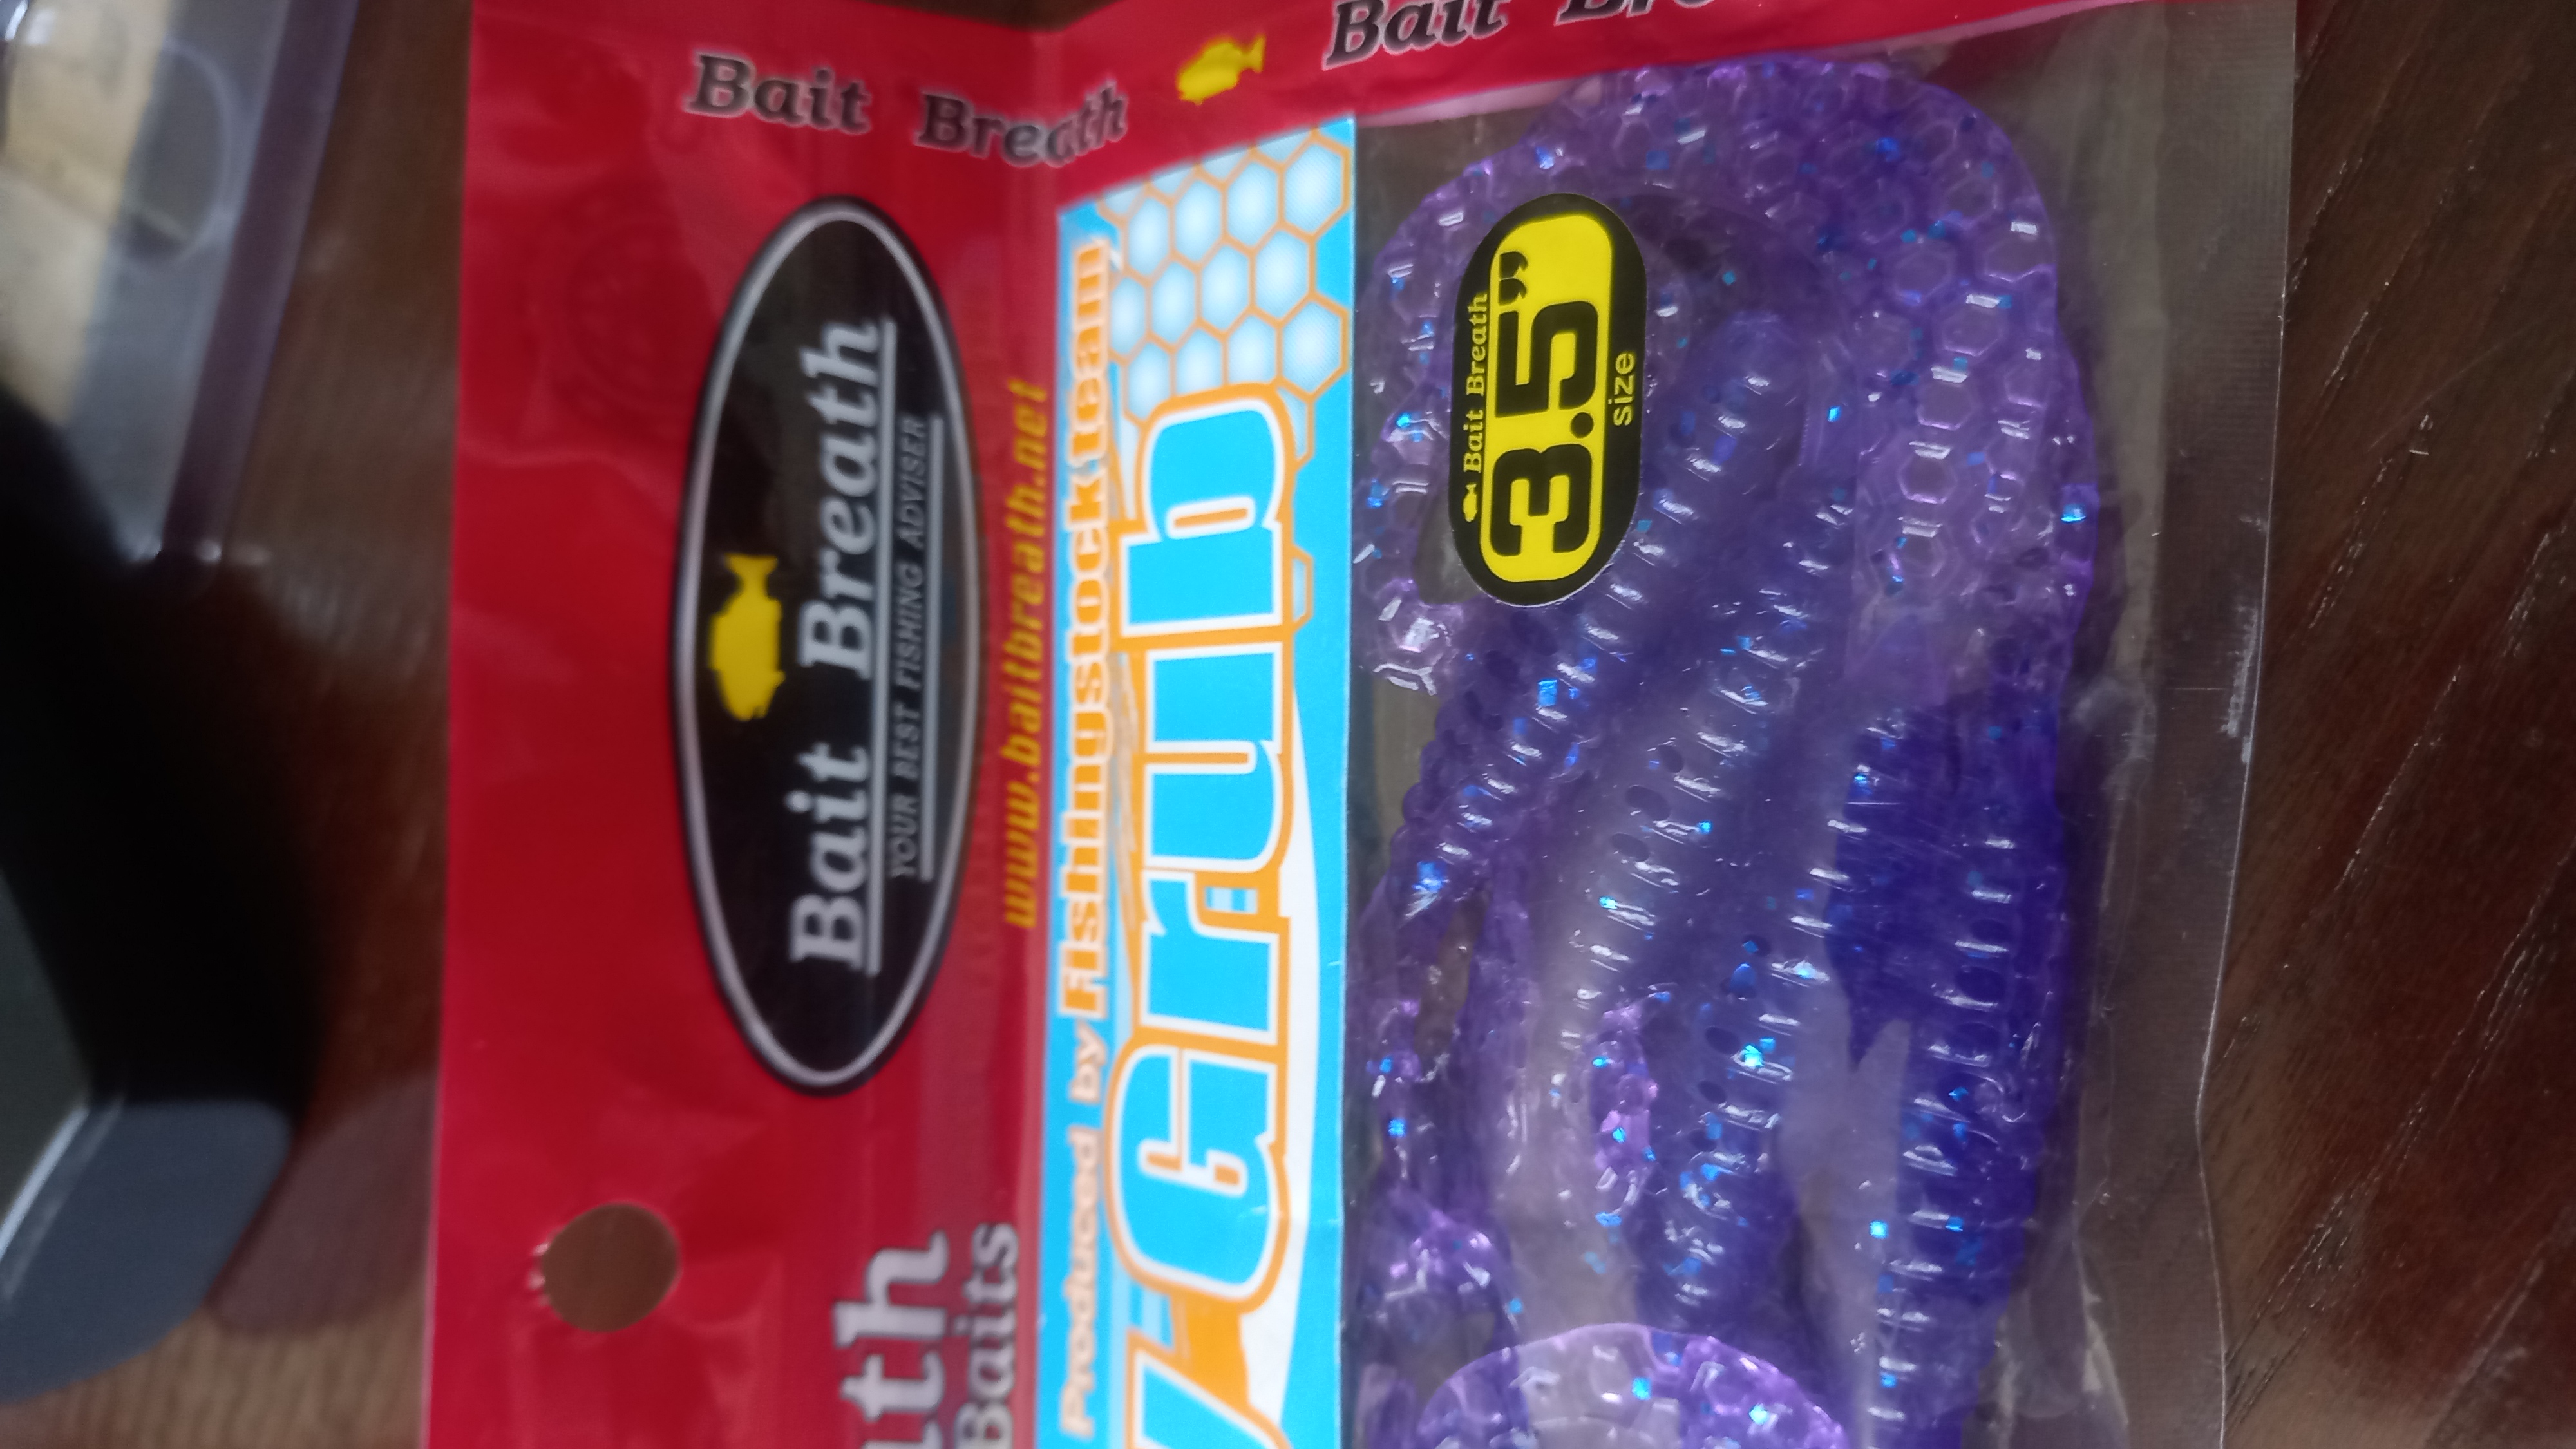 Bait Breath
YOUR BEST FISHING ADVISER
www.baitbreath.net
Baits
Produced by Fishingstock team
Grub
Bait Breath
3.5"
size
Bait Breath
Bait